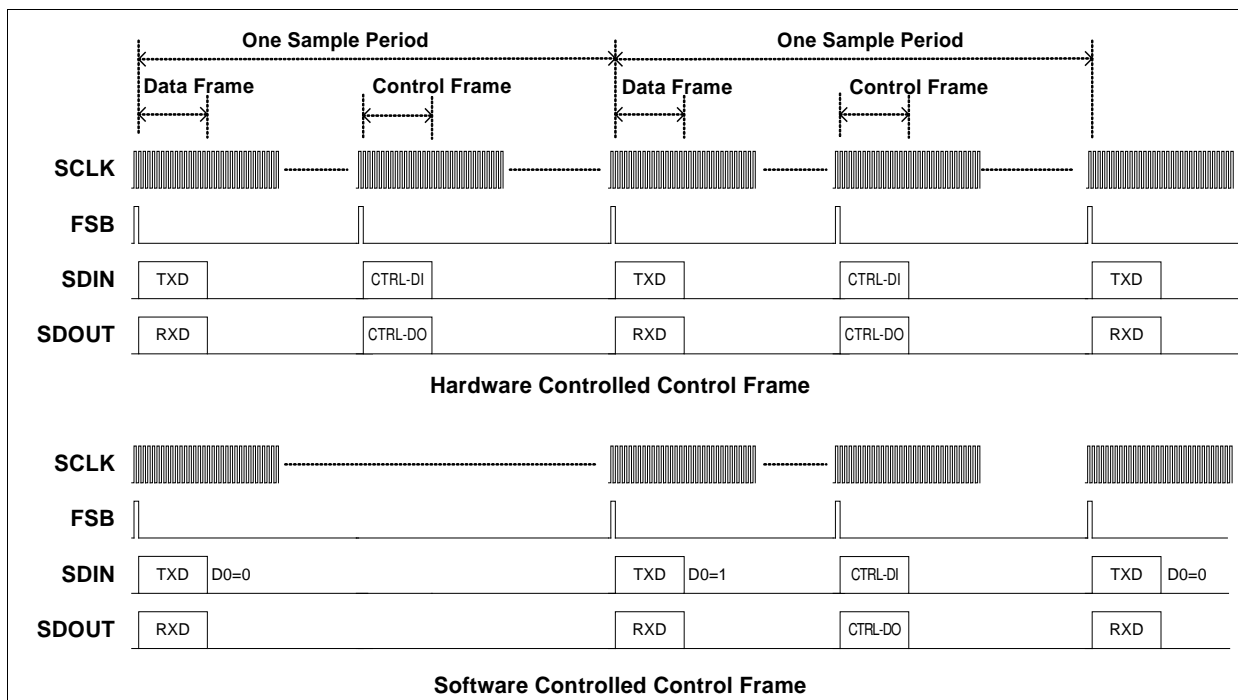 One Sample Period One Sample Period
Data Frame Control Frame Data Frame Control Frame
SCLK
FSB
SDIN TXD CTRL-DI TXD CTRL-DI TXD
SDOUT RXD CTRL-DO RXD CTRL-DO RXD
Hardware Controlled Control Frame
SCLK
FSB
SDIN TXD D0=0 TXD D0=1 CTRL-DI TXD D0=0
SDOUT RXD RXD CTRL-DO RXD
Software Controlled Control Frame